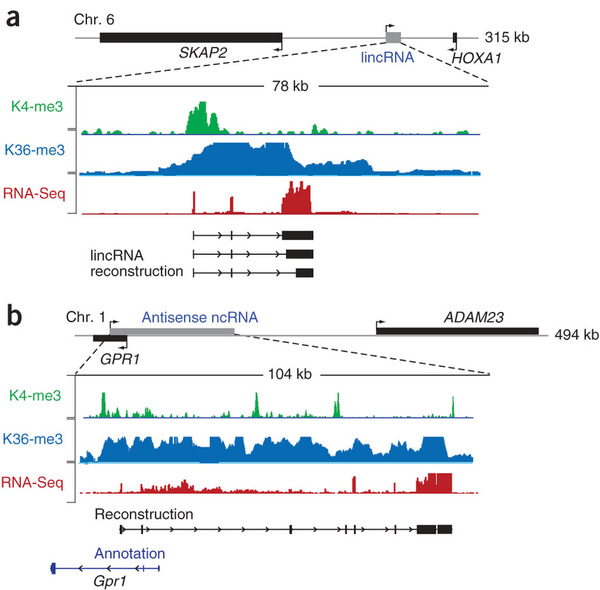 a
Chr. 6
SKAP2
lincRNA
HOXA1
315 kb
78 kb
K4-me3
K36-me3
RNA-Seq
lincRNA
reconstruction
b
Chr. 1
Antisense ncRNA
ADAM23
494 kb
GPR1
104 kb
K4-me3
K36-me3
RNA-Seq
Reconstruction
Annotation
Gpr1